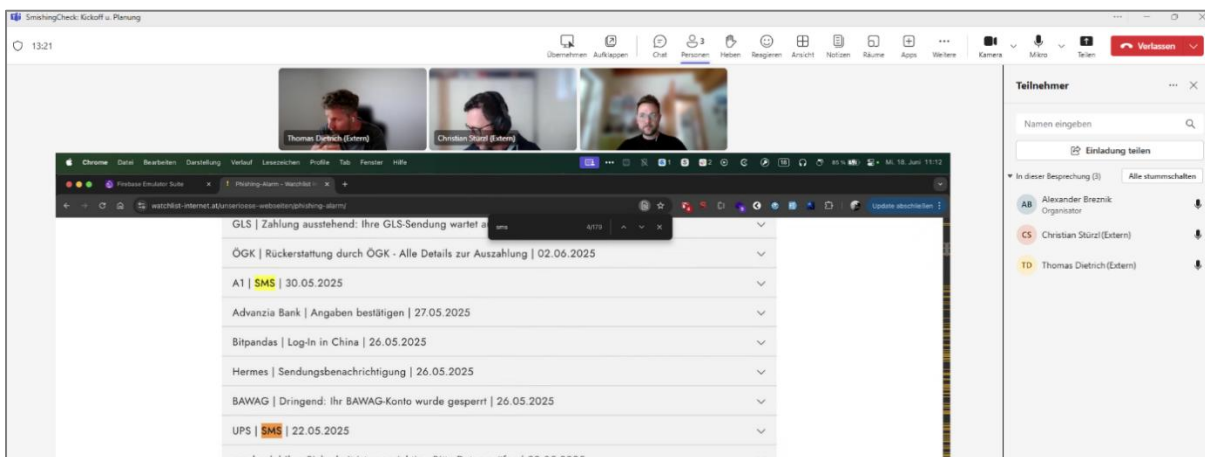 SmishingCheck: Kickoff u. Planung
13:21
Übernehmen Aufklappen Chat Personen 3 Heben Reagieren Ansicht Notizen Räume Apps Weitere Kamera Mikro Teilen Verlassen
Thomas Dietrich (Extern)
Christian Stürzl (Extern)
Chrome Datei Bearbeiten Darstellung Verlauf Lesezeichen Profile Tab Fenster Hilfe
Mi. 18. Juni 11:12
Firebase Emulator Suite
Phishing-Alarm – Watchlist
watchlist-internet.at/unserioese-webseiten/phishing-alarm/
Update abschließen
sms 4/173
GLS | Zahlung ausstehend: Ihre GLS-Sendung wartet
ÖGK | Rückerstattung durch ÖGK - Alle Details zur Auszahlung | 02.06.2025
A1 | SMS | 30.05.2025
Advanzia Bank | Angaben bestätigen | 27.05.2025
Bitpandas | Log-In in China | 26.05.2025
Hermes | Sendungsbenachrichtigung | 26.05.2025
BAWAG | Dringend: Ihr BAWAG-Konto wurde gesperrt | 26.05.2025
UPS | SMS | 22.05.2025
Teilnehmer
Namen eingeben
Einladung teilen
In dieser Besprechung (3) Alle stummschalten
AB Alexander Breznik
Organisator
CS Christian Stürzl (Extern)
TD Thomas Dietrich (Extern)